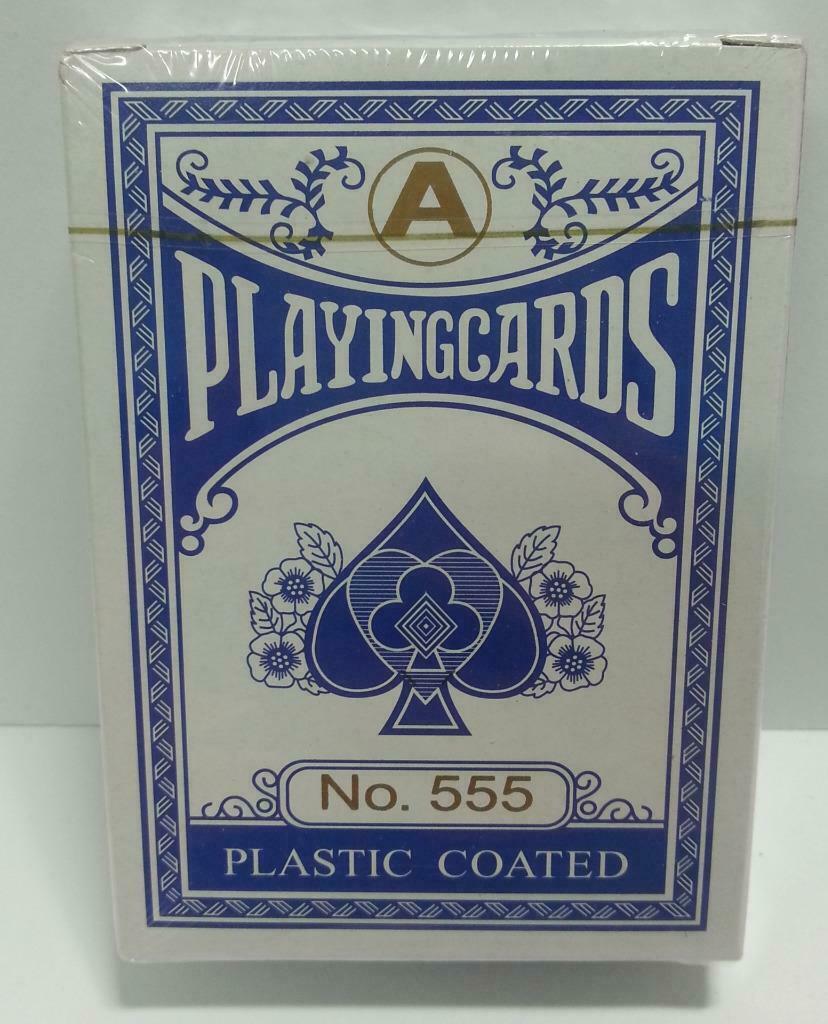 A
PLAYINGCARDS
No. 555
PLASTIC COATED